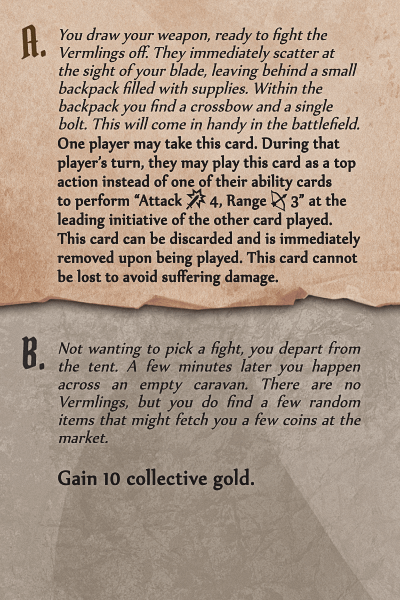 A. You draw your weapon, ready to fight the
Vermlings off. They immediately scatter at
the sight of your blade, leaving behind a small
backpack filled with supplies. Within the
backpack you find a crossbow and a single
bolt. This will come in handy in the battlefield.
One player may take this card. During that
player's turn, they may play this card as a top
action instead of one of their ability cards
to perform “Attack 4, Range 3” at the
leading initiative of the other card played.
This card can be discarded and is immediately
removed upon being played. This card cannot
be lost to avoid suffering damage.
B. Not wanting to pick a fight, you depart from
the tent. A few minutes later you happen
across an empty caravan. There are no
Vermlings, but you do find a few random
items that might fetch you a few coins at the
market.
Gain 10 collective gold.